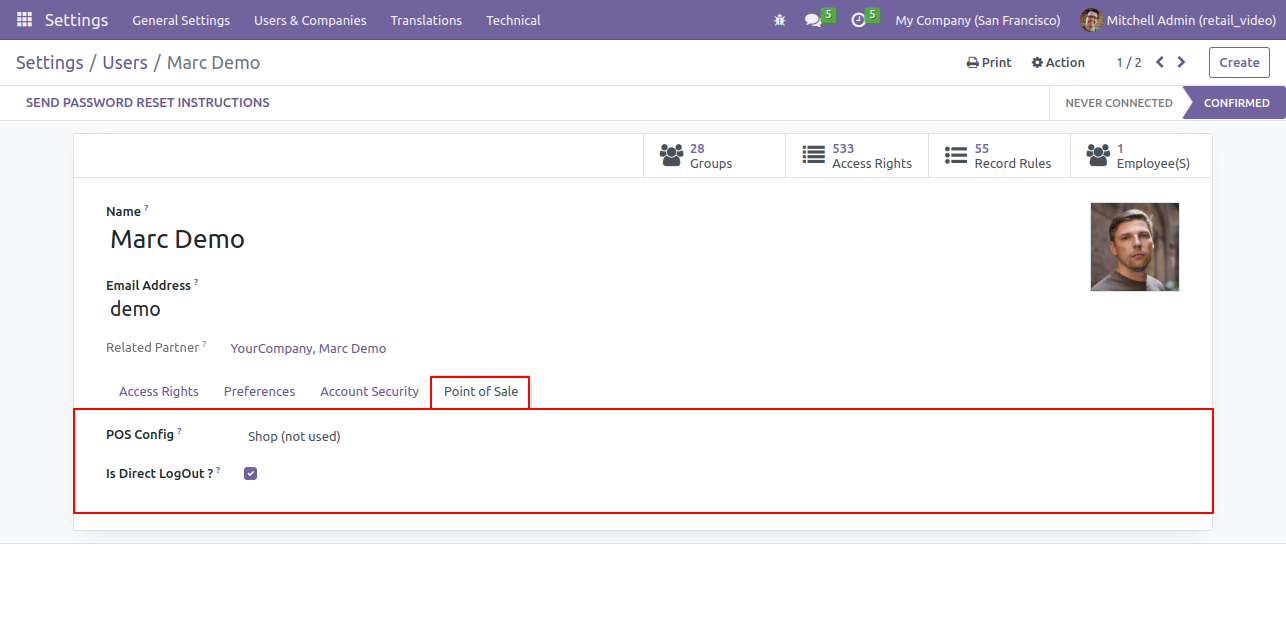 Settings General Settings Users & Companies Translations Technical 5 5 My Company (San Francisco) Mitchell Admin (retail_video)
Settings / Users / Marc Demo Print Action 1 / 2 Create
SEND PASSWORD RESET INSTRUCTIONS NEVER CONNECTED CONFIRMED
28 Groups
533 Access Rights
55 Record Rules
1 Employee(S)
Name ?
Marc Demo
Email Address ?
demo
Related Partner ? YourCompany, Marc Demo
Access Rights Preferences Account Security Point of Sale
POS Config ? Shop (not used)
Is Direct LogOut ? ?